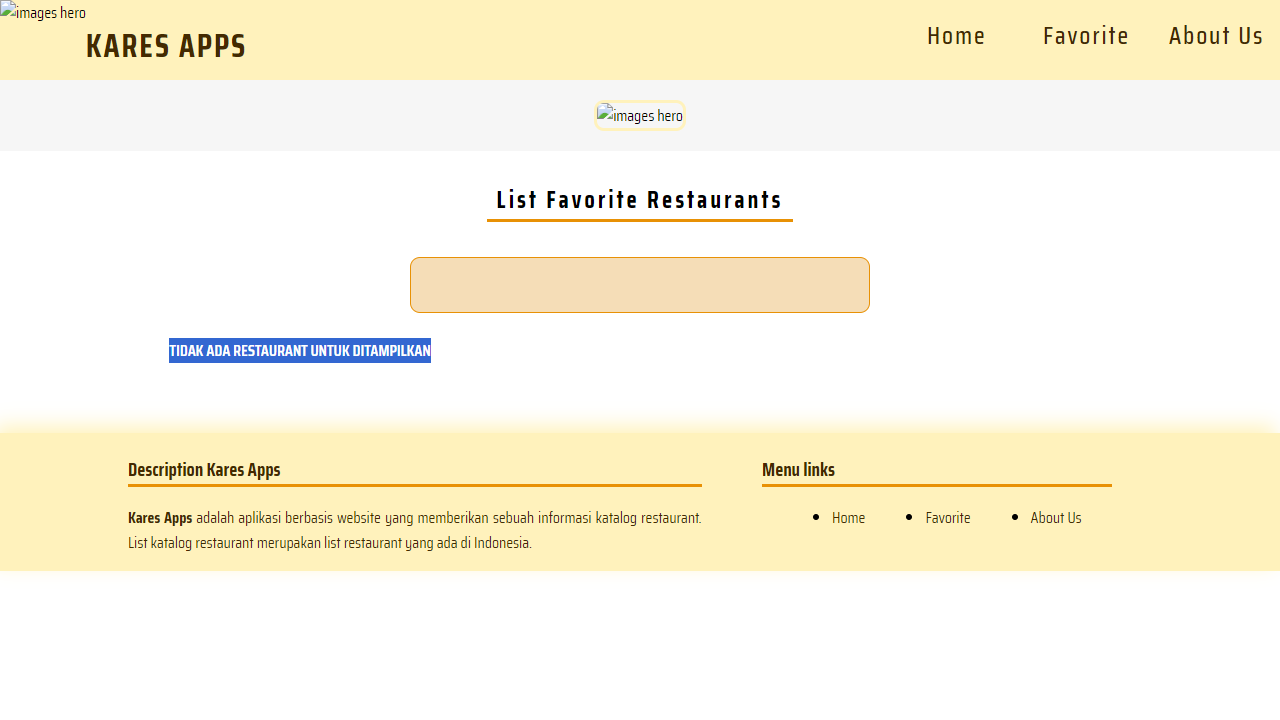 images hero
KARES APPS
Home Favorite About Us
images hero
List Favorite Restaurants
TIDAK ADA RESTAURANT UNTUK DITAMPILKAN
Description Kares Apps
Kares Apps adalah aplikasi berbasis website yang memberikan sebuah informasi katalog restaurant.
List katalog restaurant merupakan list restaurant yang ada di Indonesia.
Menu links
Home Favorite About Us